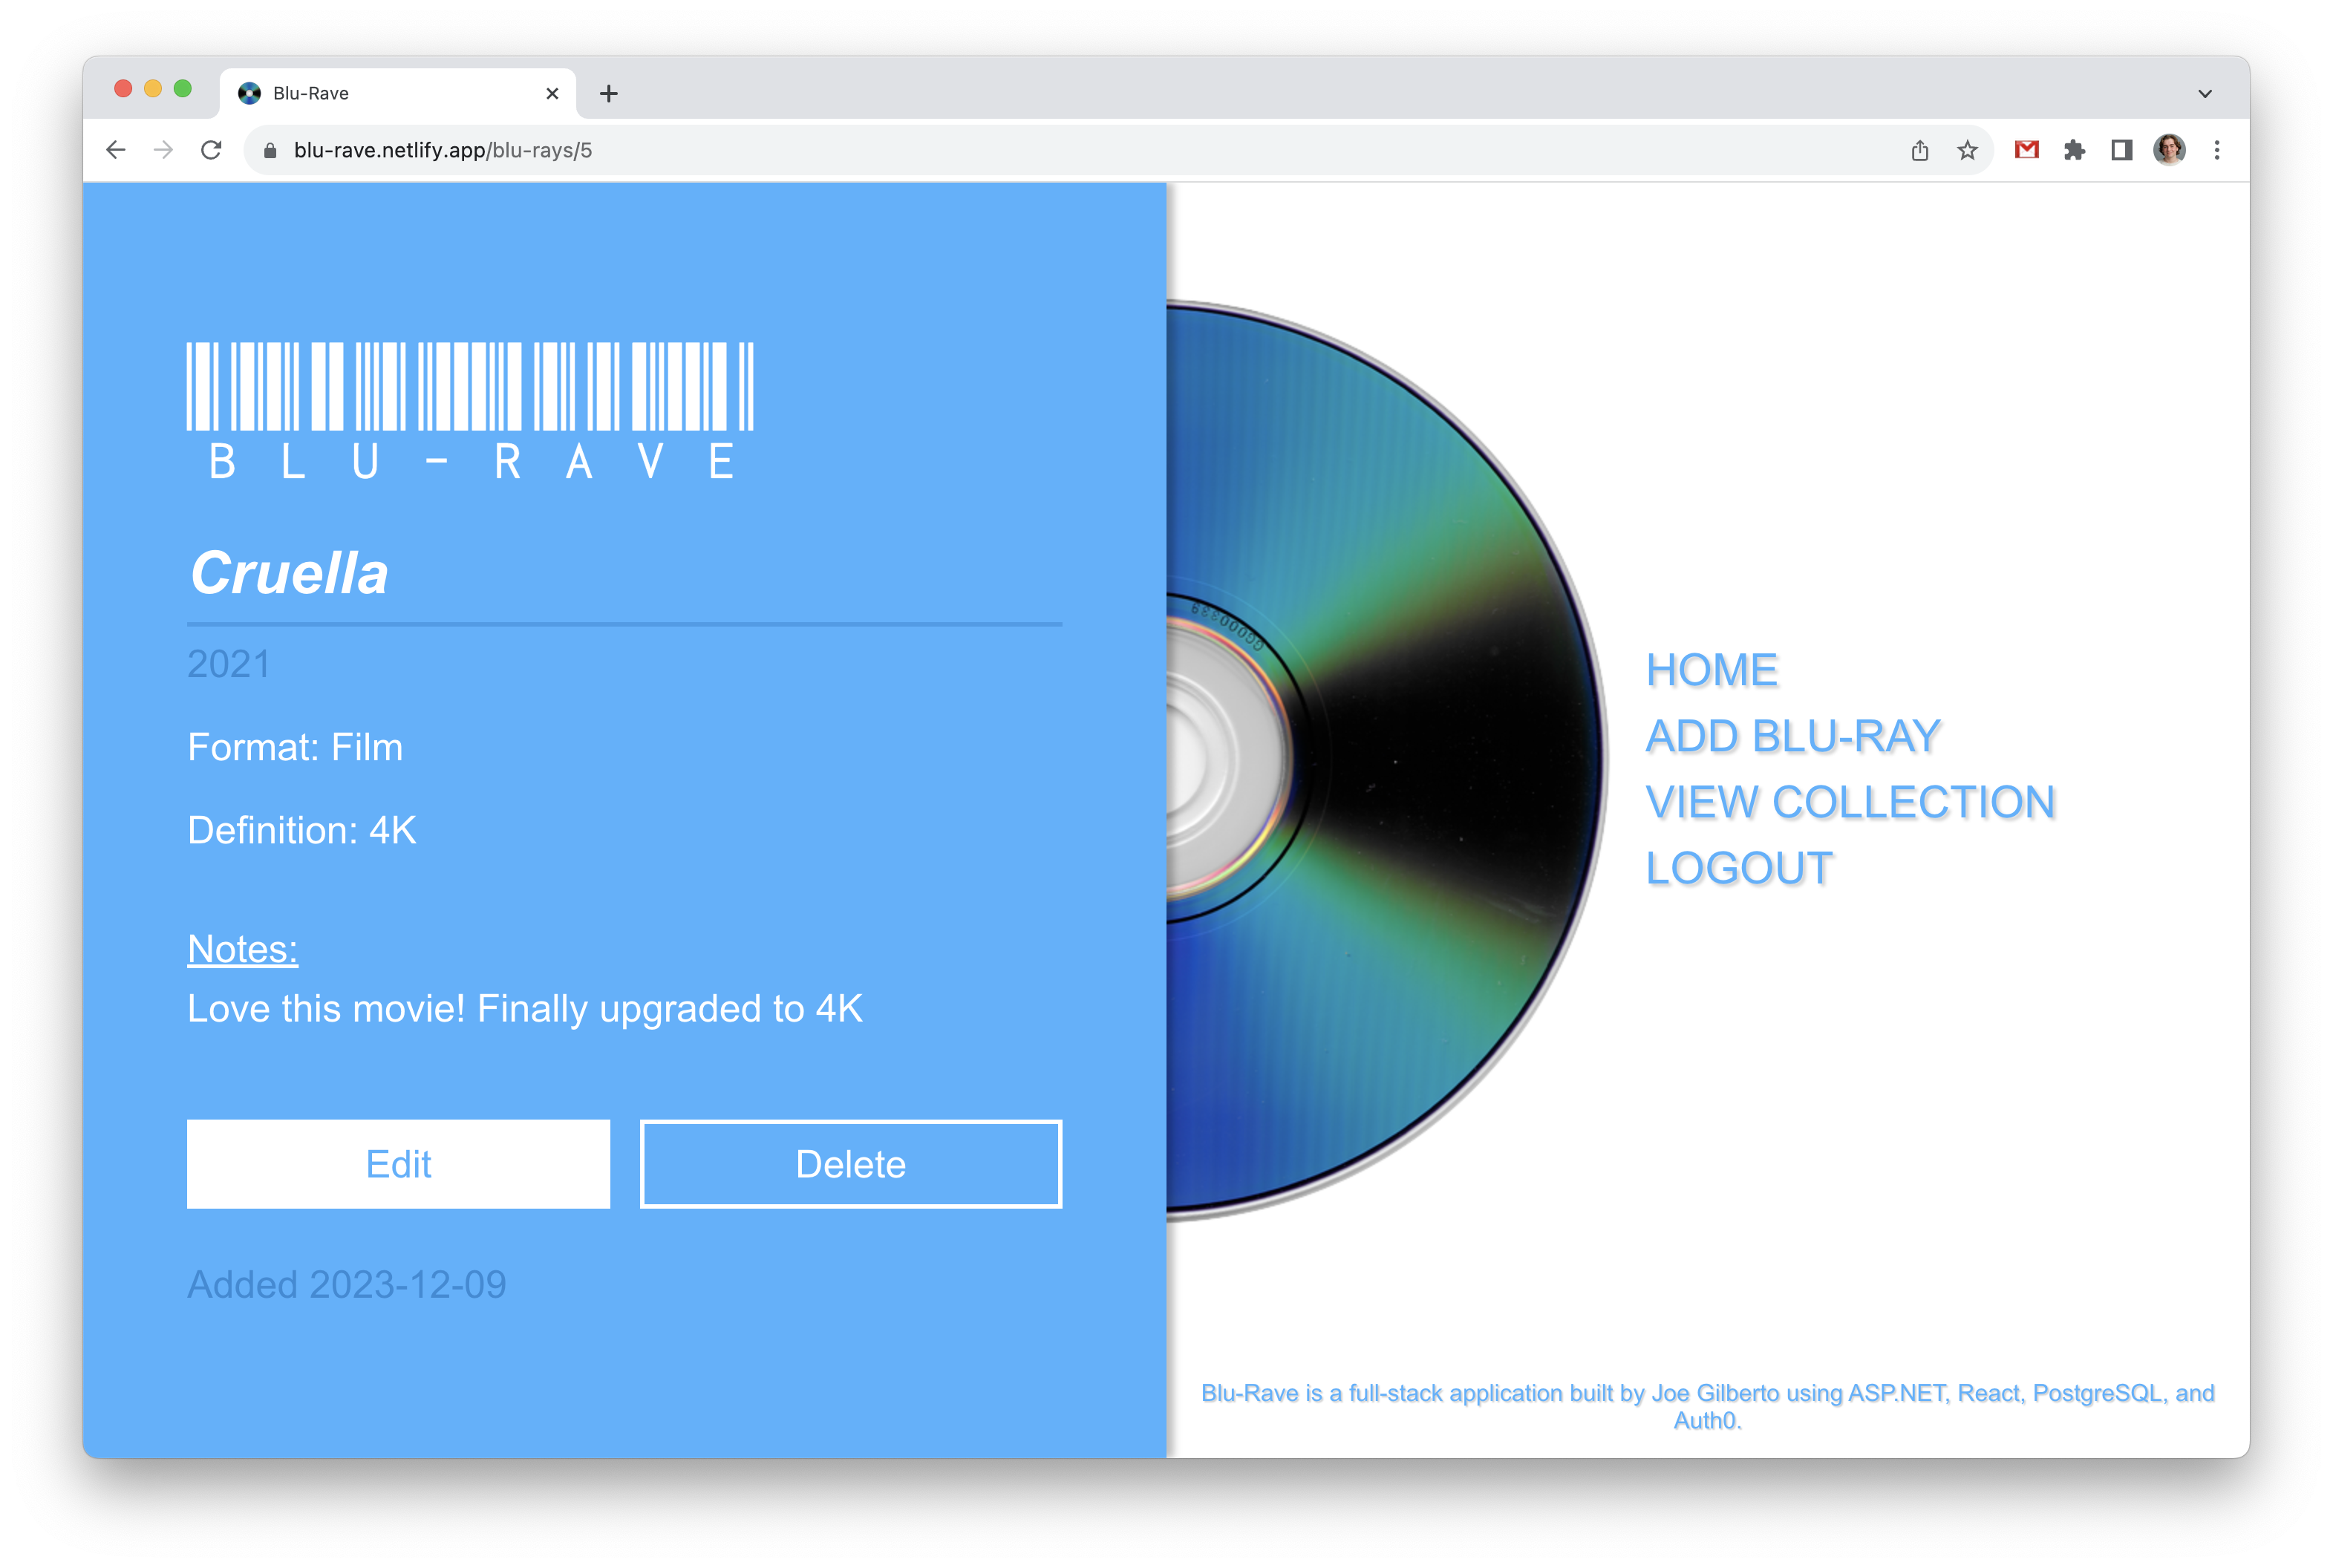 Blu-Rave
blu-rave.netlify.app/blu-rays/5
BLU-RAVE
Cruella
2021
Format: Film
Definition: 4K
Notes:
Love this movie! Finally upgraded to 4K
Edit
Delete
Added 2023-12-09
HOME
ADD BLU-RAY
VIEW COLLECTION
LOGOUT
Blu-Rave is a full-stack application built by Joe Gilberto using ASP.NET, React, PostgreSQL, and
Auth0.